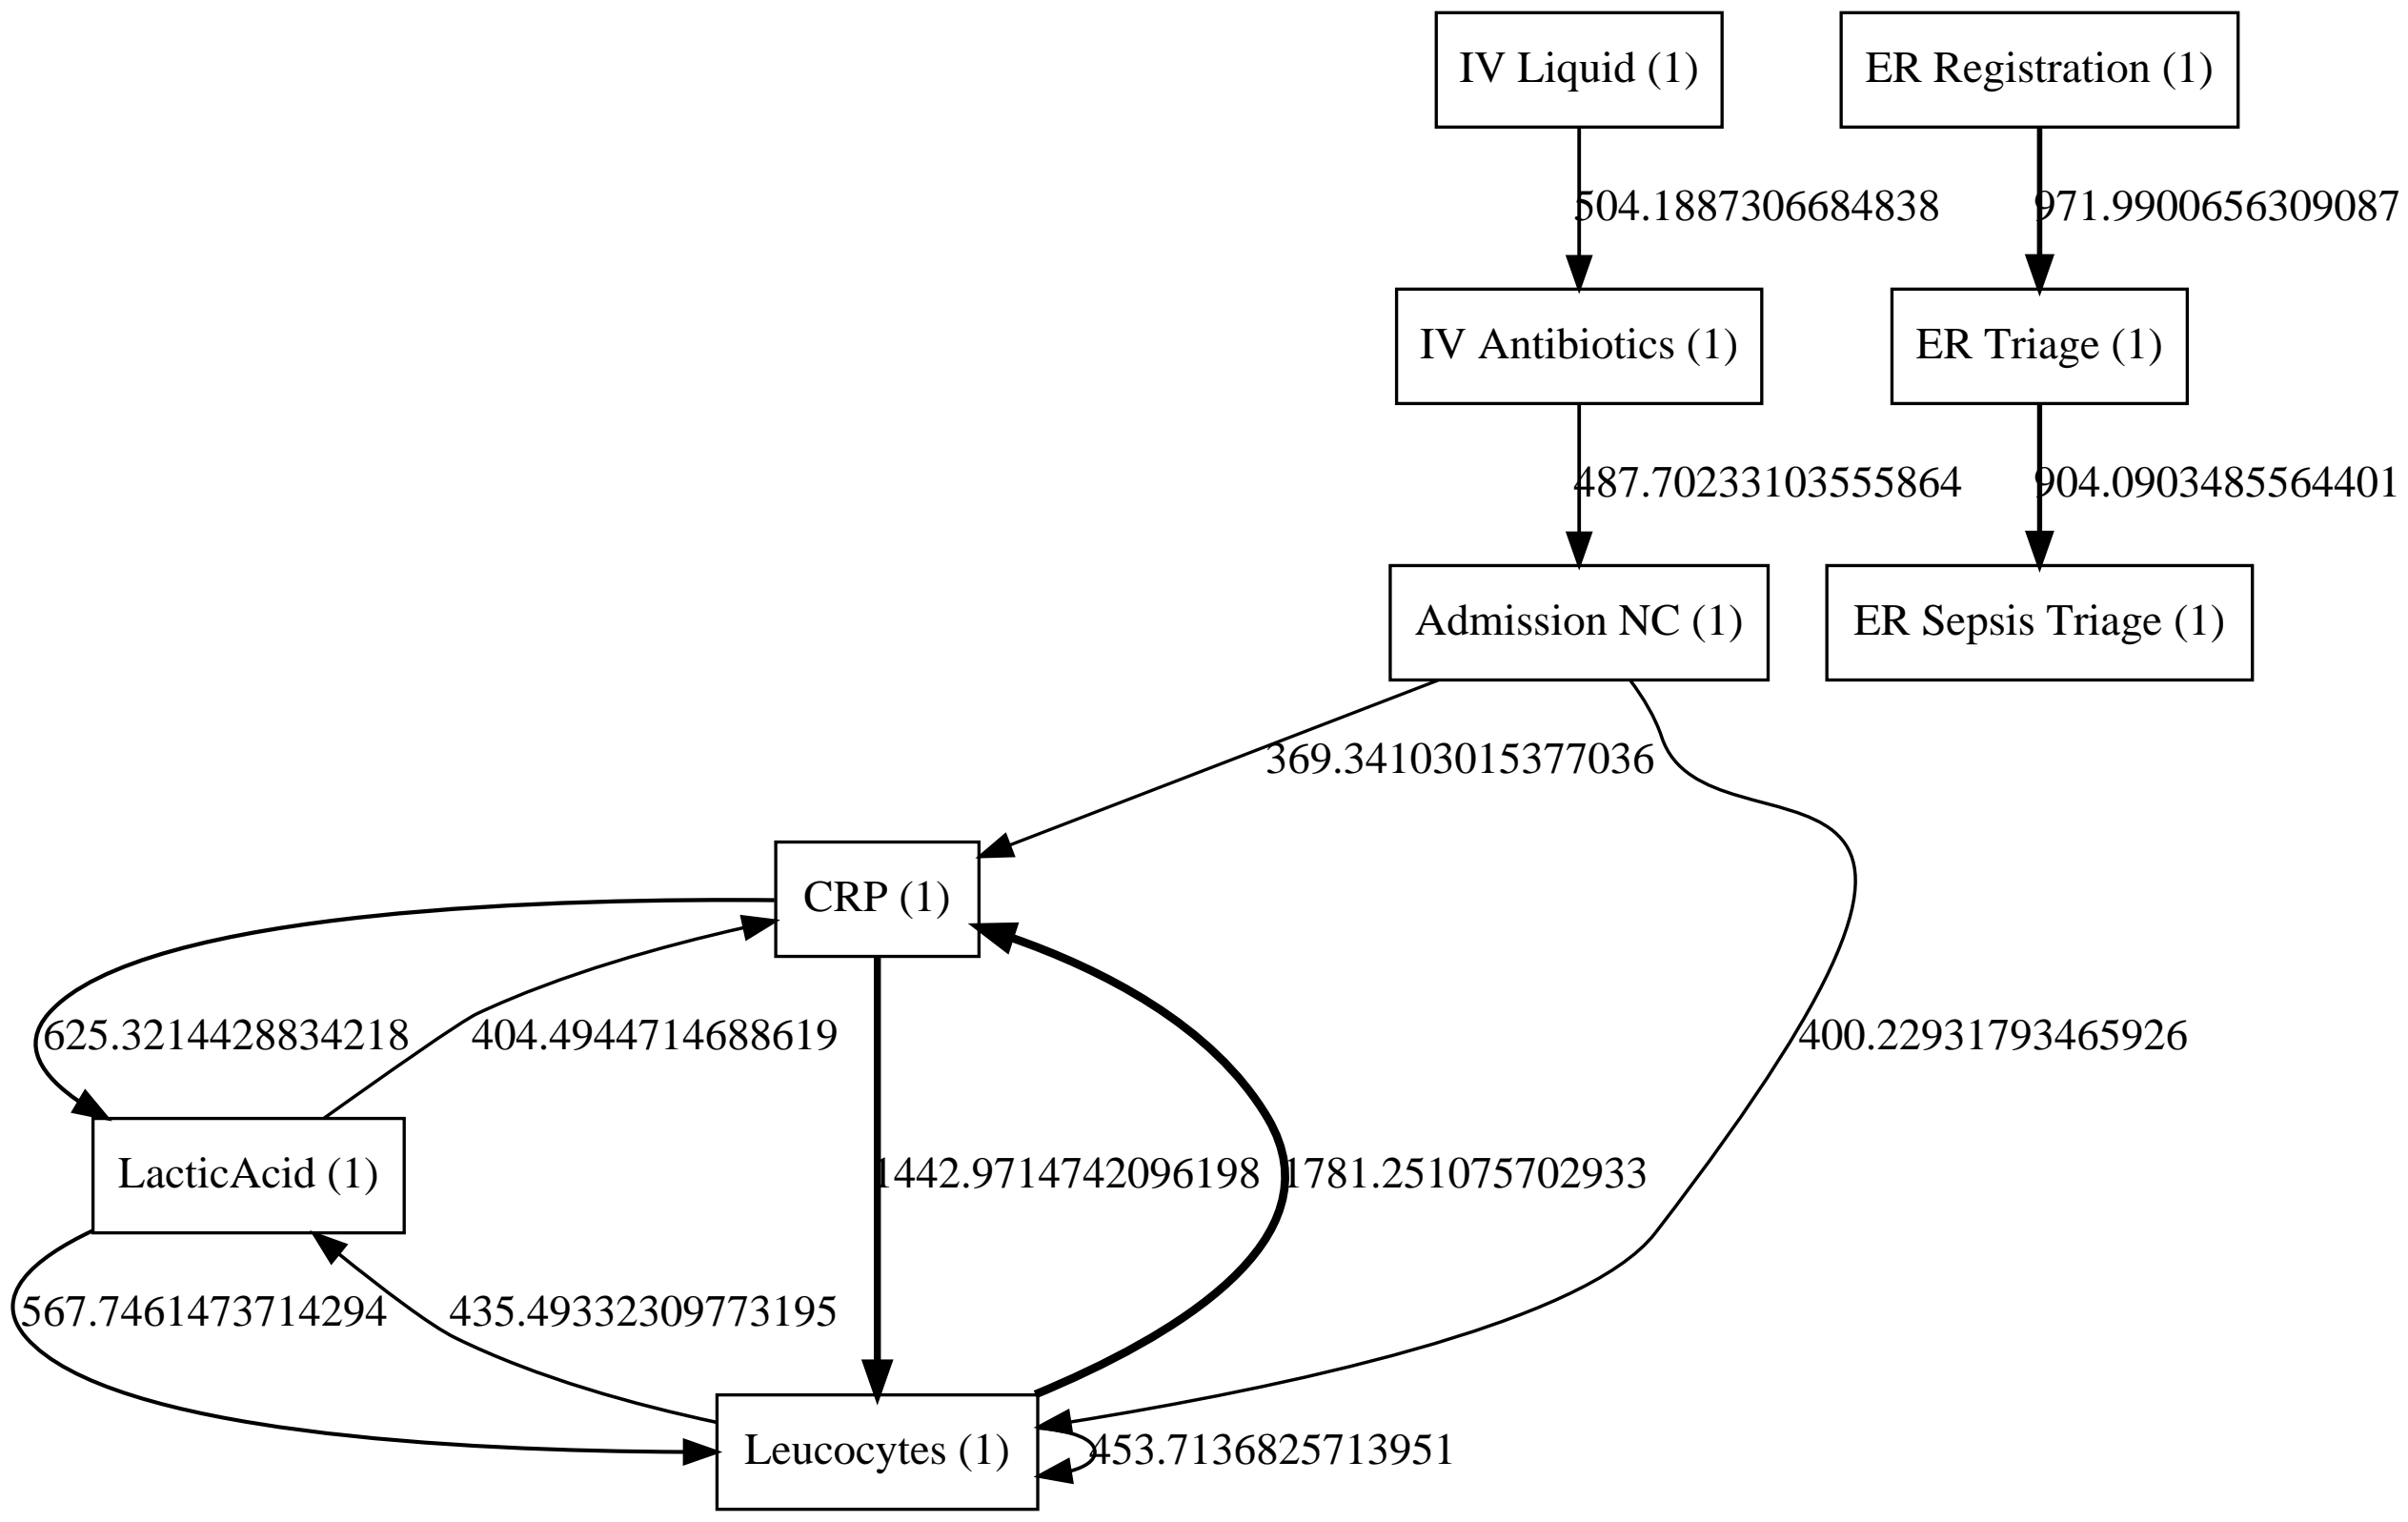 IV Liquid (1)
ER Registration (1)
504.1887306684838
971.9900656309087
IV Antibiotics (1)
ER Triage (1)
487.70233103555864
904.0903485564401
Admission NC (1)
ER Sepsis Triage (1)
369.34103015377036
CRP (1)
625.3214428834218
404.4944714688619
400.22931793465926
LacticAcid (1)
1442.9714742096198
1781.251075702933
567.7461473714294
435.49332309773195
Leucocytes (1)
453.7136825713951